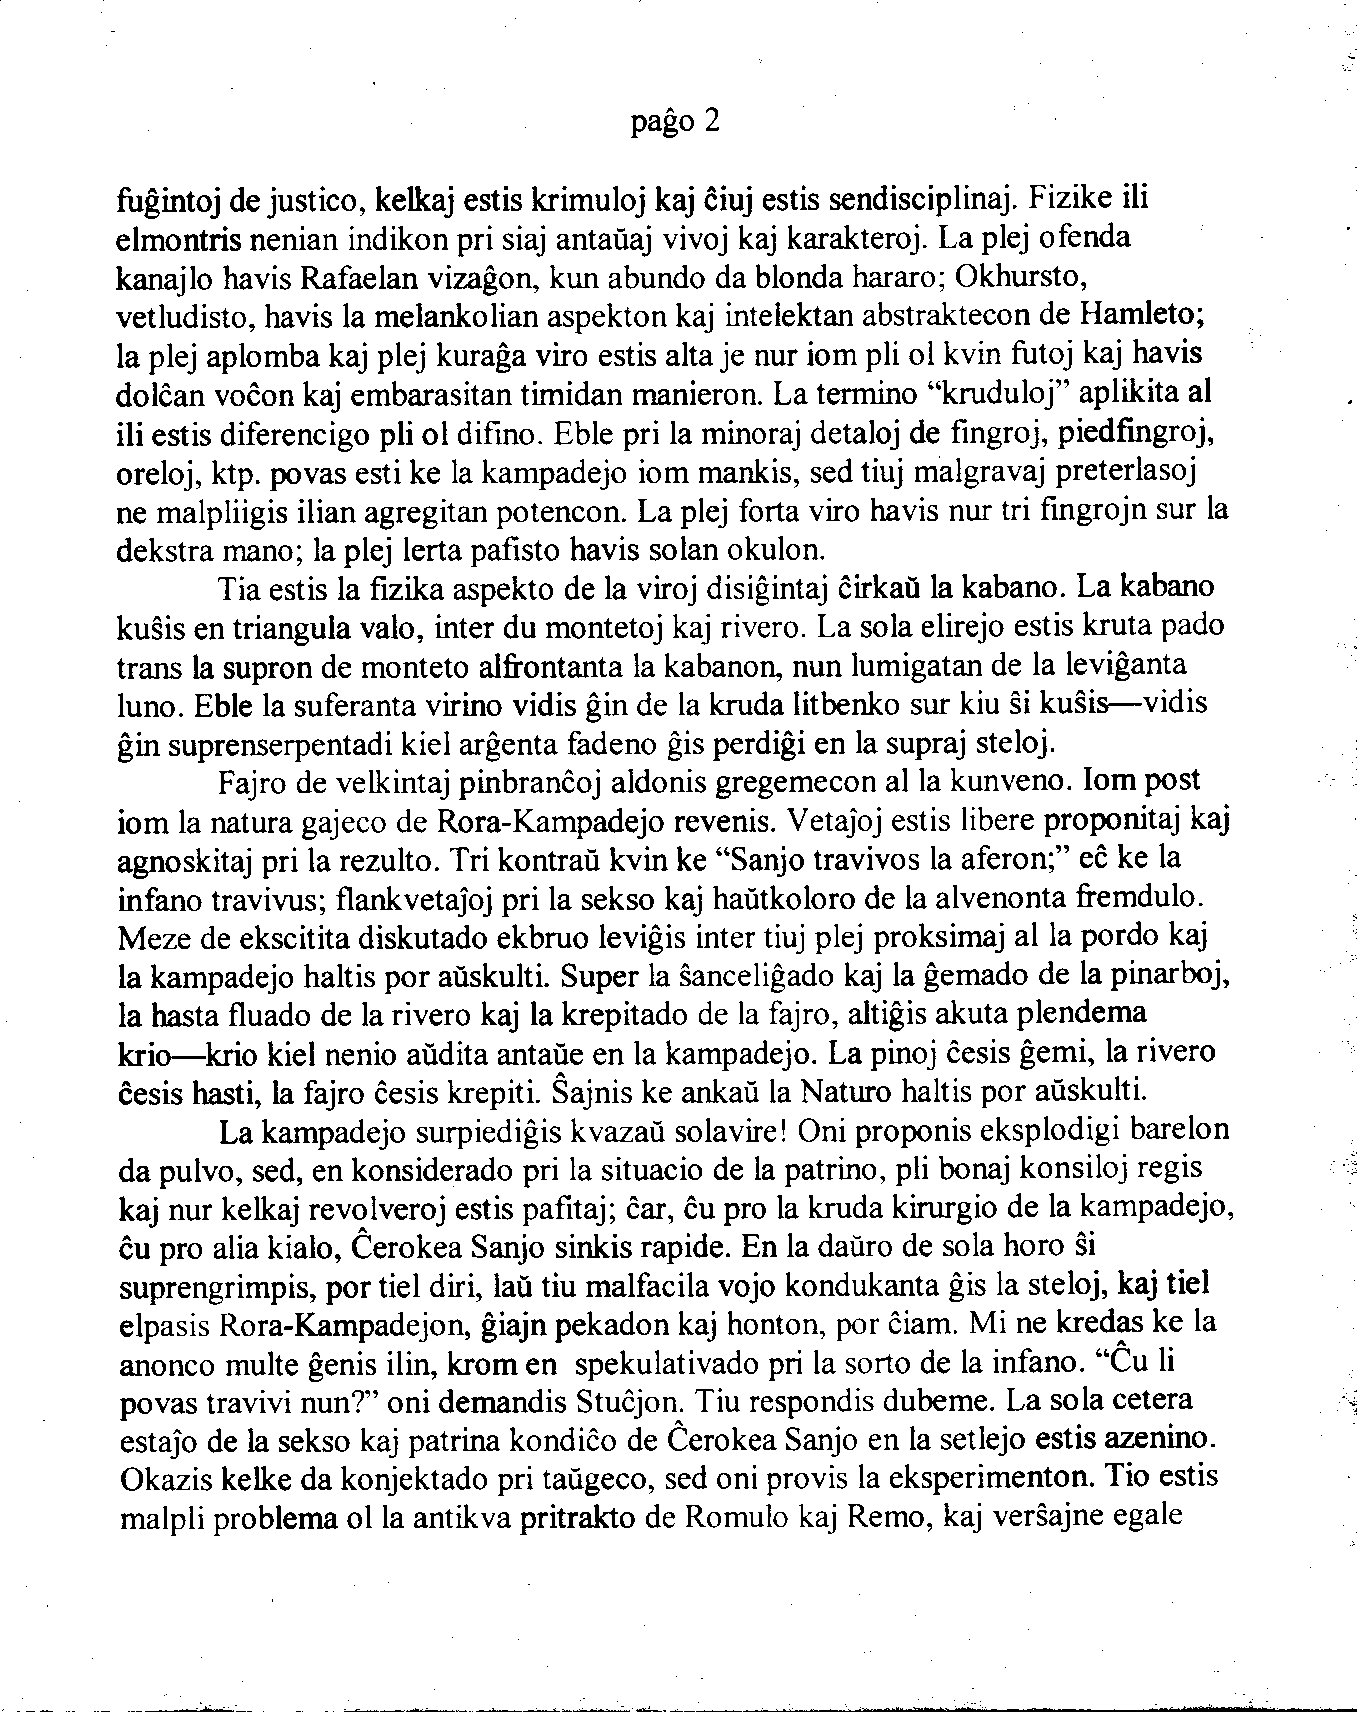 paĝo 2
fuĝintoj de justico, kelkaj estis krimuloj kaj ĉiuj estis sendisciplinaj. Fizike ili
elmontris nenian indikon pri siaj antaŭaj vivoj kaj karakteroj. La plej ofenda
kanajlo havis Rafaelan vizaĝon, kun abundo da blonda hararo; Okhursto,
vetludisto, havis la melankolian aspekton kaj intelektan abstraktecon de Hamleto;
la plej aplomba kaj plej kuraĝa viro estis alta je nur iom pli ol kvin futoj kaj havis
dolĉan voĉon kaj embarasitan timidan manieron. La termino “kruduloj” aplikita al
ili estis diferencigo pli ol difino. Eble pri la minoraj detaloj de fingroj, piedfingroj,
oreloj, ktp. povas esti ke la kampadejo iom mankis, sed tiuj malgravaj preterlasoj
ne malpliigis ilian agregitan potencon. La plej forta viro havis nur tri fingrojn sur la
dekstra mano; la plej lerta pafisto havis solan okulon.
Tia estis la fizika aspekto de la viroj disiĝintaj ĉirkaŭ la kabano. La kabano
kuŝis en triangula valo, inter du montetoj kaj rivero. La sola elirejo estis kruta pado
trans la supron de monteto alfrontanta la kabanon, nun lumigatan de la leviĝanta
luno. Eble la suferanta virino vidis ĝin de la kruda litbenko sur kiu ŝi kuŝis—vidis
ĝin suprenserpentadi kiel arĝenta fadeno ĝis perdiĝi en la supraj steloj.
Fajro de velkintaj pinbranĉoj aldonis gregemecon al la kunveno. Iom post
iom la natura gajeco de Rora-Kampadejo revenis. Vetaĵoj estis libere proponitaj kaj
agnoskitaj pri la rezulto. Tri kontraŭ kvin ke “Sanjo travivos la aferon;” eĉ ke la
infano travivus; flankvetaĵoj pri la sekso kaj haŭtkoloro de la alvenonta fremdulo.
Meze de ekscitita diskutado ekbruo leviĝis inter tiuj plej proksimaj al la pordo kaj
la kampadejo haltis por aŭskulti. Super la ŝanceliĝado kaj la ĝemado de la pinarboj,
la hasta fluado de la rivero kaj la krepitado de la fajro, altiĝis akuta plendema
krio—krio kiel nenio aŭdita antaŭe en la kampadejo. La pinoj ĉesis ĝemi, la rivero
ĉesis hasti, la fajro ĉesis krepiti. Ŝajnis ke ankaŭ la Naturo haltis por aŭskulti.
La kampadejo surpiediĝis kvazaŭ solavire! Oni proponis eksplodigi barelon
da pulvo, sed, en konsiderado pri la situacio de la patrino, pli bonaj konsiloj regis
kaj nur kelkaj revolveroj estis pafitaj; ĉar, ĉu pro la kruda kirurgio de la kampadejo,
ĉu pro alia kialo, Ĉerokea Sanjo sinkis rapide. En la daŭro de sola horo ŝi
suprengrimpis, por tiel diri, laŭ tiu malfacila vojo kondukanta ĝis la steloj, kaj tiel
elpasis Rora-Kampadejon, ĝiajn pekadon kaj honton, por ĉiam. Mi ne kredas ke la
anonco multe ĝenis ilin, krom en spekulativado pri la sorto de la infano. “Ĉu li
povas travivi nun?” oni demandis Stuĉjon. Tiu respondis dubeme. La sola cetera
estaĵo de la sekso kaj patrina kondiĉo de Ĉerokea Sanjo en la setlejo estis azenino.
Okazis kelke da konjektado pri taŭgeco, sed oni provis la eksperimenton. Tio estis
malpli problema ol la antikva pritrakto de Romulo kaj Remo, kaj verŝajne egale